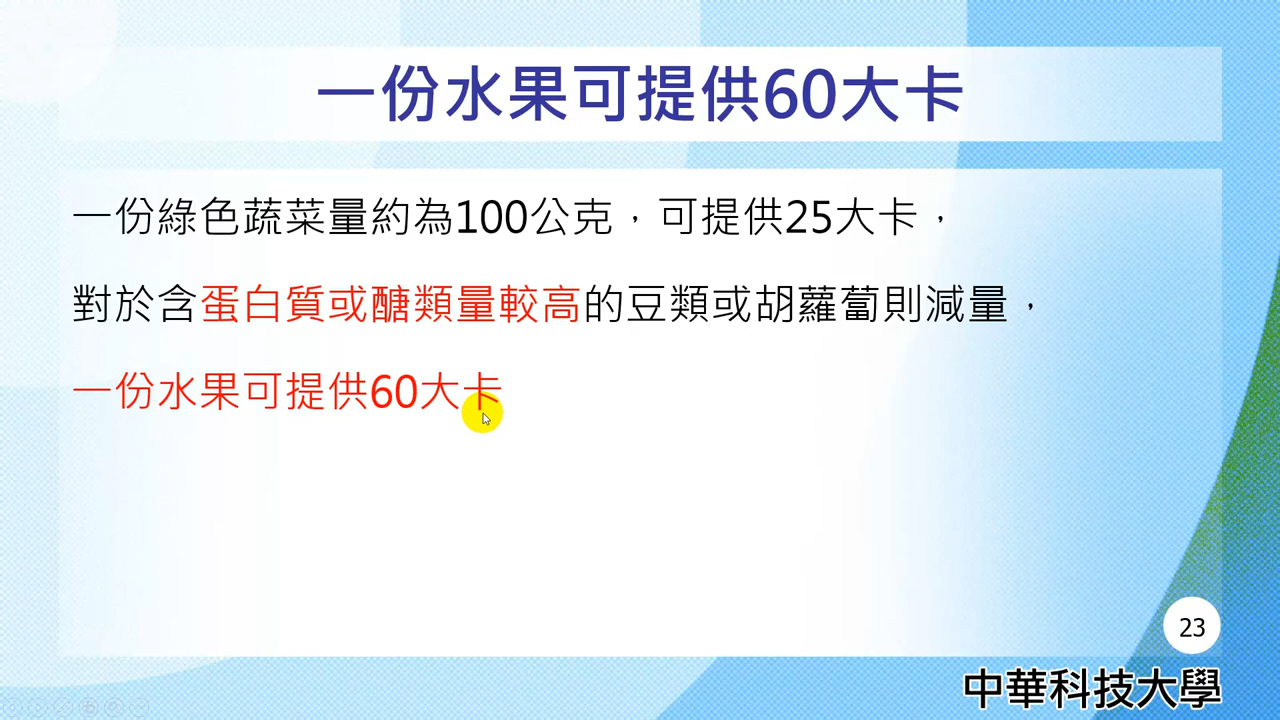 一份水果可提供60大卡
一份綠色蔬菜量約為100公克，可提供25大卡，
對於含蛋白質或醣類量較高的豆類或胡蘿蔔則減量，
一份水果可提供60大卡
23
中華科技大學